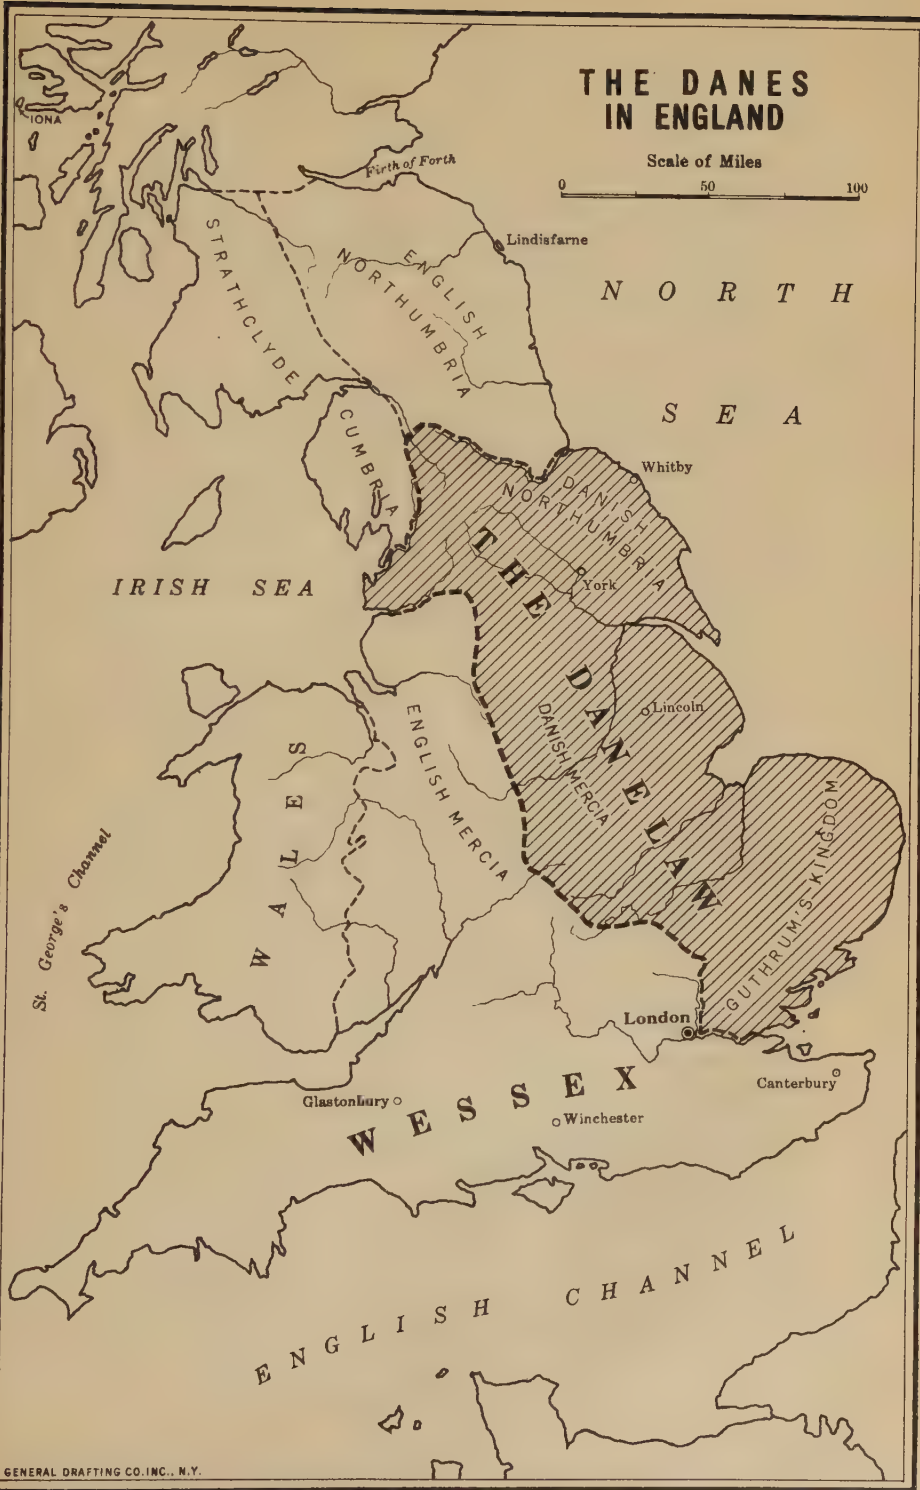 THE DANES
IN ENGLAND
Scale of Miles
0 50 100
IONA
Firth of Forth
Lindisfarne
STRATHCLYDE
ENGLISH
NORTHUMBRIA
NORTH
SEA
CUMBRIA
Whitby
DANISH
NORTHUMBRIA
York
IRISH SEA
THE DANELAW
Lincoln
DANISH MERCIA
ENGLISH MERCIA
WALES
GUTHRUM'S KINGDOM
St. George's Channel
London
Canterbury
WESSEX
Glastonbury
Winchester
ENGLISH CHANNEL
GENERAL DRAFTING CO. INC., N.Y.